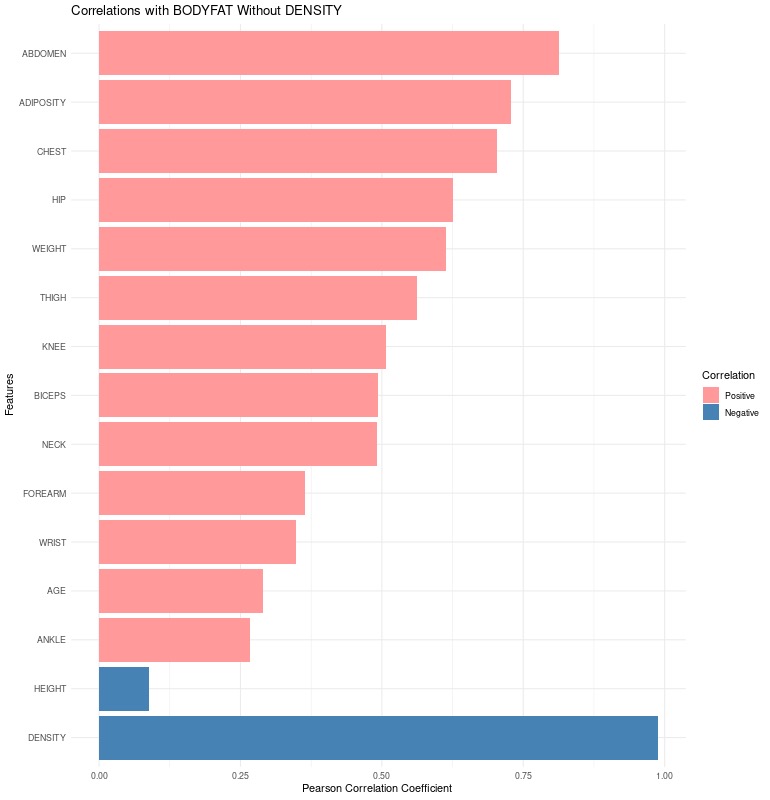 Correlations with BODYFAT Without DENSITY
ABDOMEN
ADIPOSITY
CHEST
HIP
WEIGHT
THIGH
KNEE
BICEPS
NECK
FOREARM
WRIST
AGE
ANKLE
HEIGHT
DENSITY
Features
0.00 0.25 0.50 0.75 1.00
Pearson Correlation Coefficient
Correlation
Positive
Negative